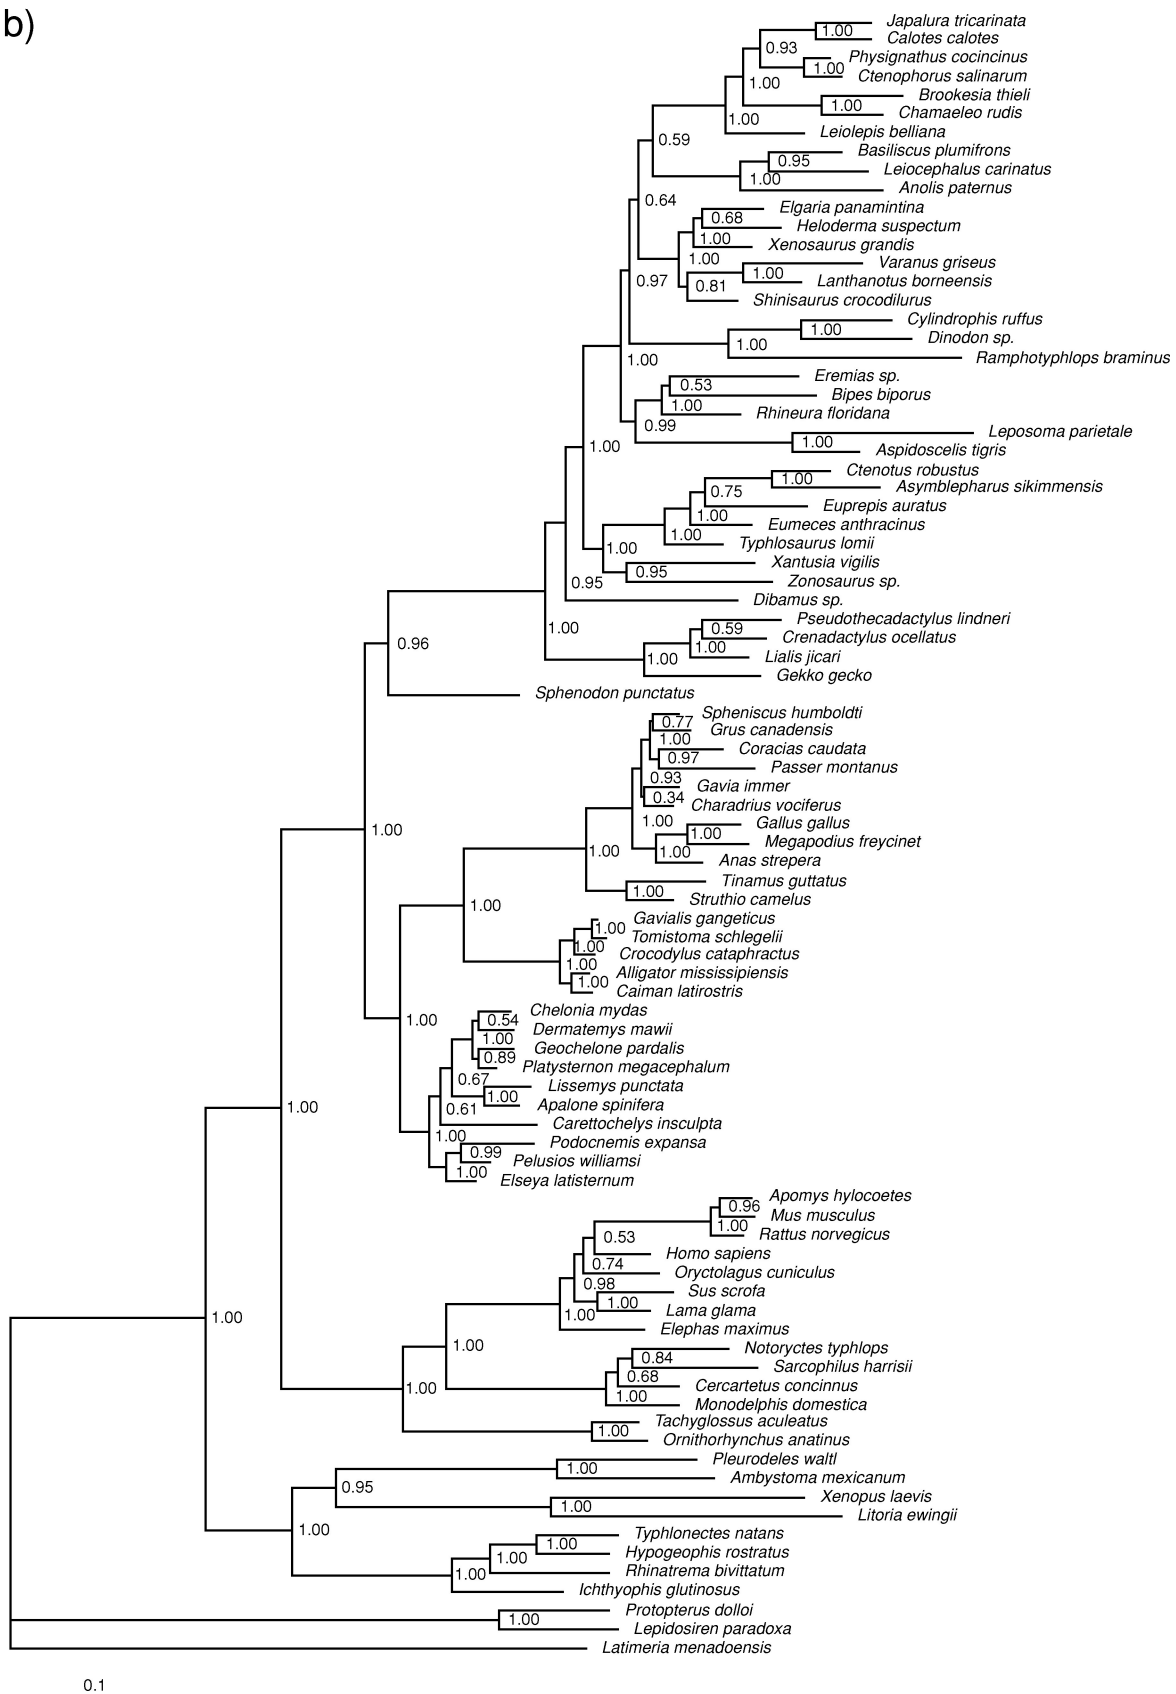 b)
Japalura tricarinata
1.00
Calotes calotes
0.93
Physignathus cocincinus
1.00
Ctenophorus salinarum
1.00
Brookesia thieli
1.00
Chamaeleo rudis
1.00
Leiolepis belliana
0.59
Basiliscus plumifrons
0.95
Leiocephalus carinatus
1.00
Anolis paternus
0.64
Elgaria panamintina
0.68
Heloderma suspectum
1.00
Xenosaurus grandis
1.00
Varanus griseus
1.00
Lanthanotus borneensis
0.97
0.81
Shinisaurus crocodilurus
Cylindrophis ruffus
1.00
Dinodon sp.
1.00
Ramphotyphlops braminus
1.00
Eremias sp.
0.53
Bipes biporus
1.00
Rhineura floridana
0.99
Leposoma parietale
1.00
Aspidoscelis tigris
1.00
Ctenotus robustus
1.00
Asymblepharus sikimmensis
0.75
Euprepis auratus
1.00
Eumeces anthracinus
1.00
Typhlosaurus lomii
1.00
Xantusia vigilis
0.95
Zonosaurus sp.
0.95
Dibamus sp.
1.00
Pseudothecadactylus lindneri
0.59
Crenadactylus ocellatus
1.00
Lialis jicari
1.00
Gekko gecko
0.96
Sphenodon punctatus
Spheniscus humboldti
0.77
Grus canadensis
1.00
Coracias caudata
0.97
Passer montanus
0.93
Gavia immer
0.34
Charadrius vociferus
1.00
Gallus gallus
1.00
Megapodius freycinet
1.00
Anas strepera
1.00
1.00
Tinamus guttatus
1.00
Struthio camelus
1.00
Gavialis gangeticus
1.00
Tomistoma schlegelii
1.00
Crocodylus cataphractus
1.00
Alligator mississipiensis
1.00
Caiman latirostris
1.00
Chelonia mydas
0.54
Dermatemys mawii
1.00
Geochelone pardalis
0.89
Platysternon megacephalum
0.67
Lissemys punctata
1.00
Apalone spinifera
0.61
Carettochelys insculpta
1.00
Podocnemis expansa
0.99
Pelusios williamsi
1.00
Elseya latisternum
1.00
Apomys hylocoetes
0.96
Mus musculus
1.00
Rattus norvegicus
0.53
Homo sapiens
0.74
Oryctolagus cuniculus
0.98
Sus scrofa
1.00
Lama glama
1.00
Elephas maximus
1.00
1.00
Notoryctes typhlops
0.84
Sarcophilus harrisii
0.68
Cercartetus concinnus
1.00
Monodelphis domestica
1.00
Tachyglossus aculeatus
1.00
Ornithorhynchus anatinus
Pleurodeles waltl
1.00
Ambystoma mexicanum
0.95
Xenopus laevis
1.00
Litoria ewingii
1.00
Typhlonectes natans
1.00
Hypogeophis rostratus
1.00
Rhinatrema bivittatum
1.00
Ichthyophis glutinosus
Protopterus dolloi
1.00
Lepidosiren paradoxa
Latimeria menadoensis
0.1